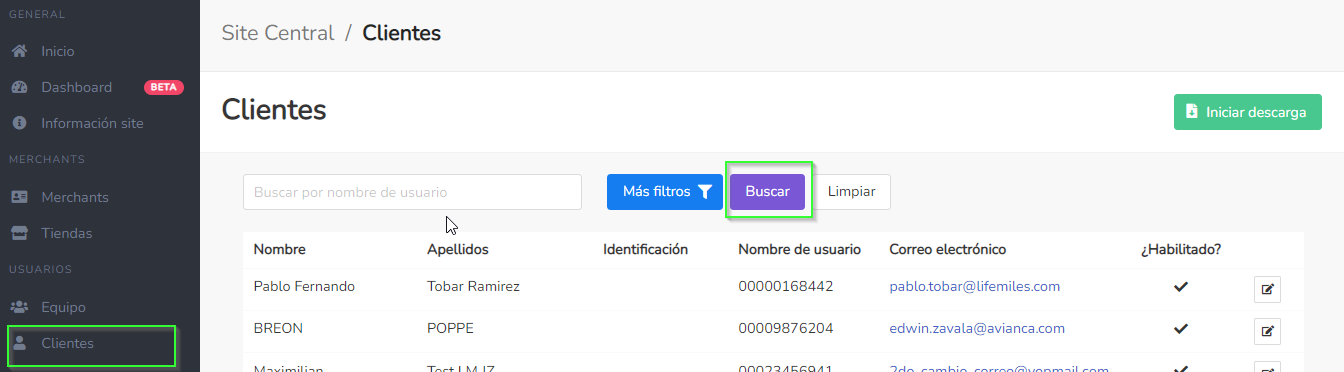 GENERAL
Inicio
Dashboard BETA
Información site
MERCHANTS
Merchants
Tiendas
USUARIOS
Equipo
Clientes
Site Central / Clientes
Clientes
Iniciar descarga
Buscar por nombre de usuario
Más filtros
Buscar
Limpiar
Nombre Apellidos Identificación Nombre de usuario Correo electrónico ¿Habilitado?
Pablo Fernando Tobar Ramirez 00000168442 pablo.tobar@lifemiles.com
BREON POPPE 00009876204 edwin.zavala@avianca.com
Maximilian Test LMJZ 00023456941 2do_cambio_correo@yopmail.com